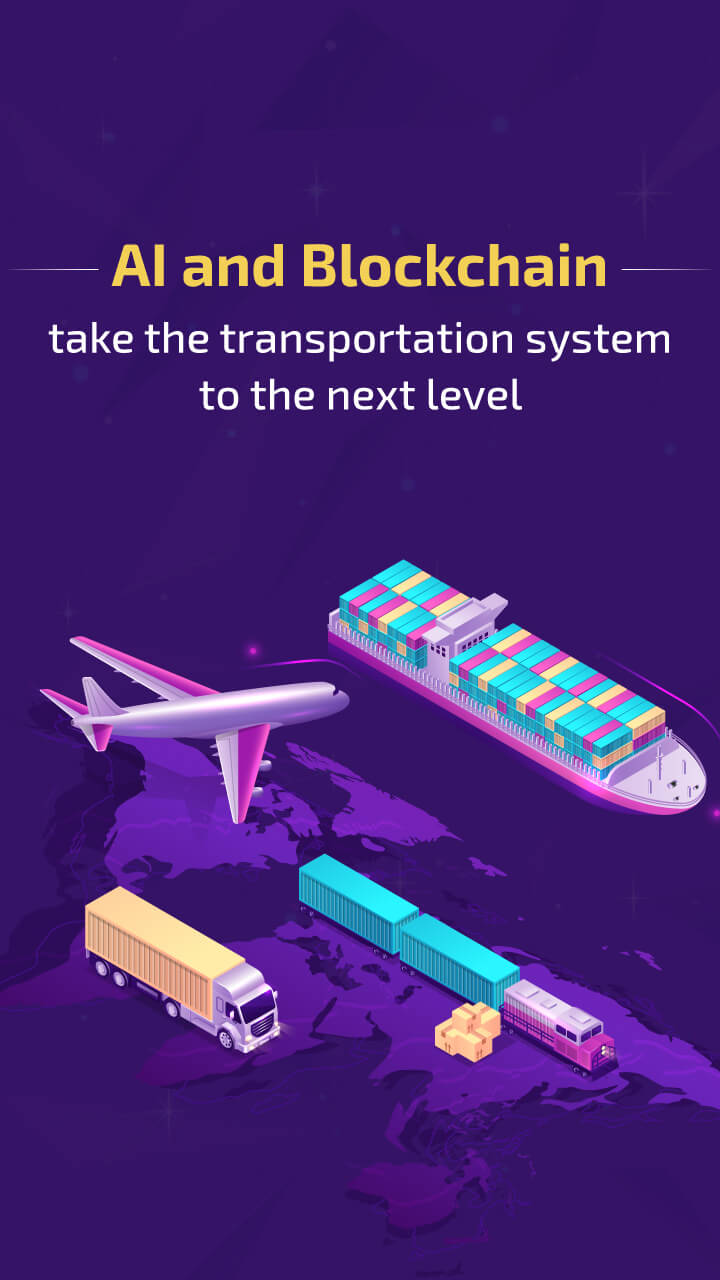 AI and Blockchain
take the transportation system
to the next level